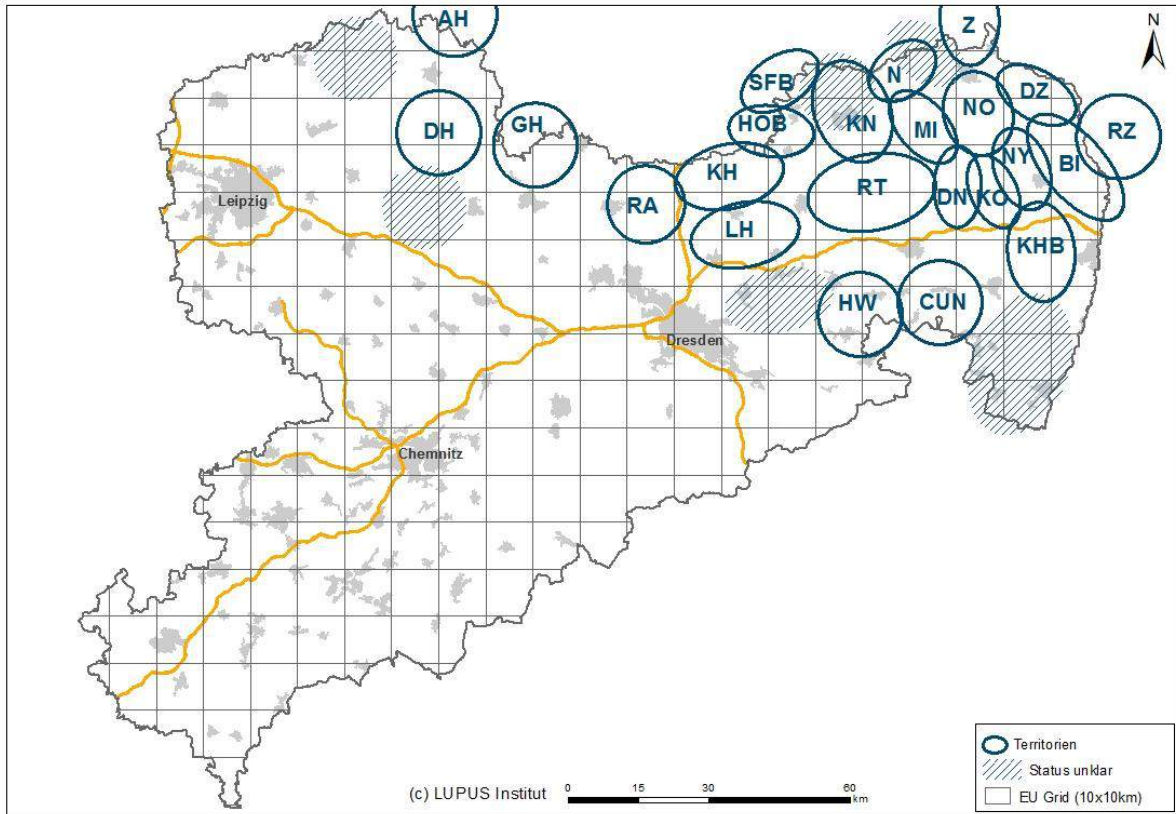 AH
Z
N
SFB
N
DZ
KN
NO
DH
GH
HOB
MI
RZ
NY
BI
KH
RT
Leipzig
RA
DN
KO
LH
KHB
HW
CUN
Dresden
Chemnitz
Territorien
Status unklar
EU Grid (10x10km)
(c) LUPUS Institut
0 15 30 60
km